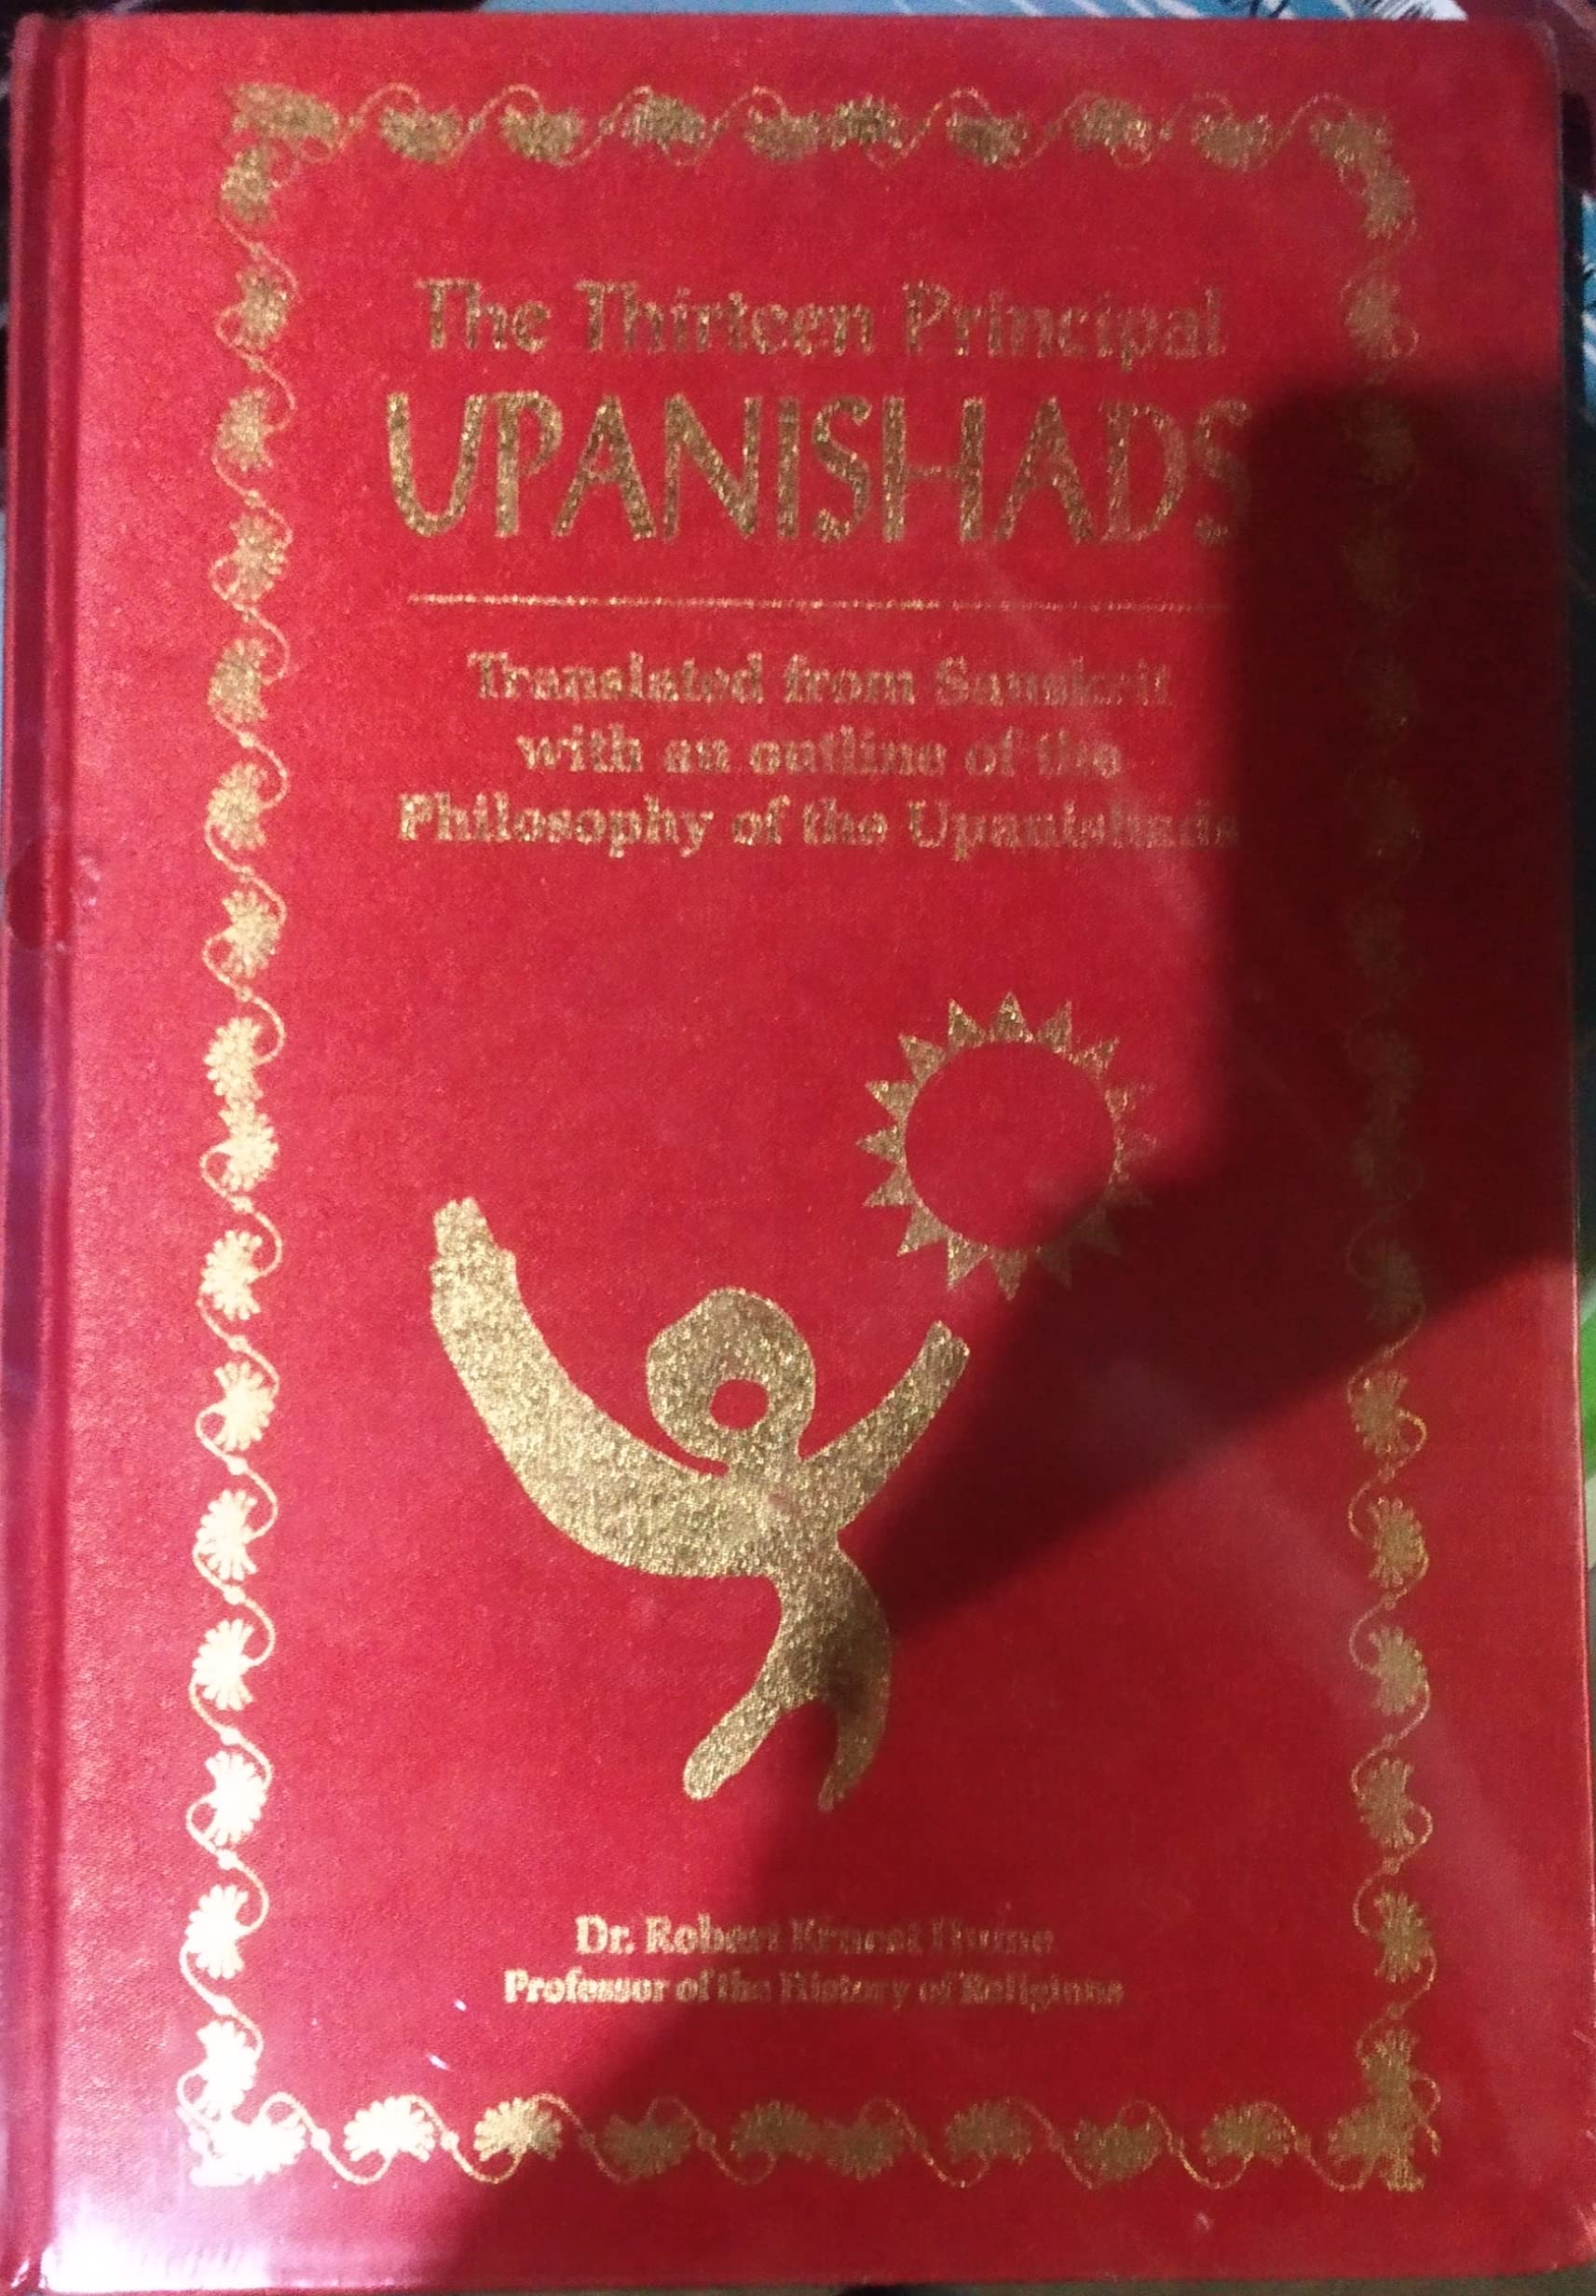 The Thirteen Principal
UPANISHADS
Translated from Sanskrit
with an outline of the
Philosophy of the Upanishads
Dr. Robert Ernest Hume
Professor of the History of Religions